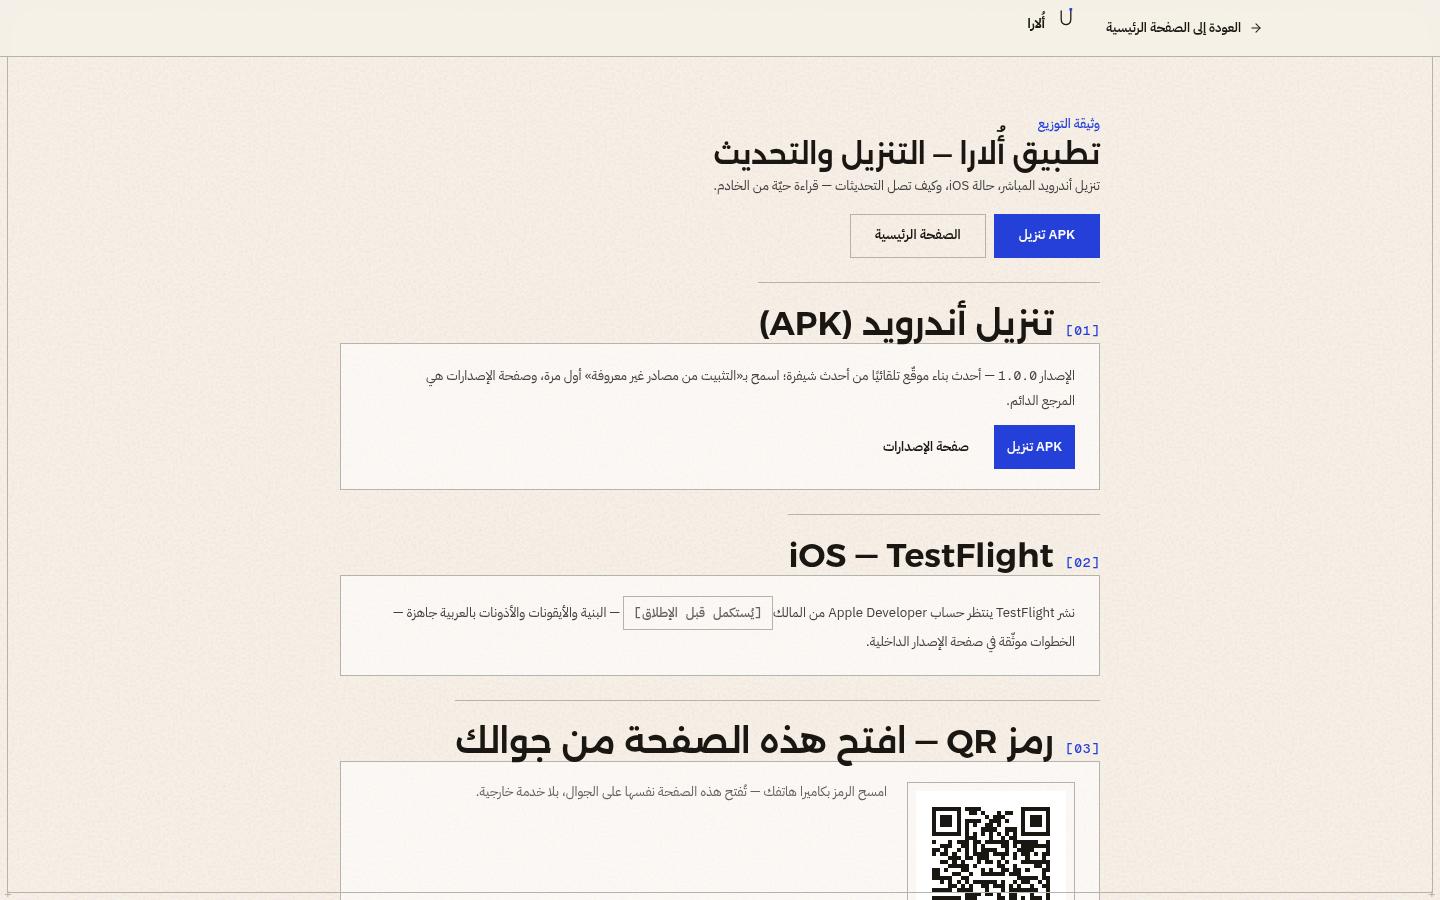 العودة إلى الصفحة الرئيسية
ألارا
وثيقة التوزيع
تطبيق ألارا — التنزيل والتحديث
تنزيل أندرويد المباشر، حالة iOS، وكيف تصل التحديثات — قراءة حيّة من الخادم.
تنزيل APK
الصفحة الرئيسية
[01] تنزيل أندرويد (APK)
الإصدار 1.0.0 — أحدث بناء موقّع تلقائيًا من أحدث شيفرة؛ اسمح بـ«التثبيت من مصادر غير معروفة» أول مرة، وصفحة الإصدارات هي
المرجع الدائم.
تنزيل APK
صفحة الإصدارات
[02] iOS — TestFlight
نشر TestFlight ينتظر حساب Apple Developer من المالك [يُستكمل قبل الإطلاق] — البنية والأيقونات والأذونات بالعربية جاهزة —
الخطوات موثّقة في صفحة الإصدار الداخلية.
[03] رمز QR — افتح هذه الصفحة من جوالك
امسح الرمز بكاميرا هاتفك — تُفتح هذه الصفحة نفسها على الجوال، بلا خدمة خارجية.